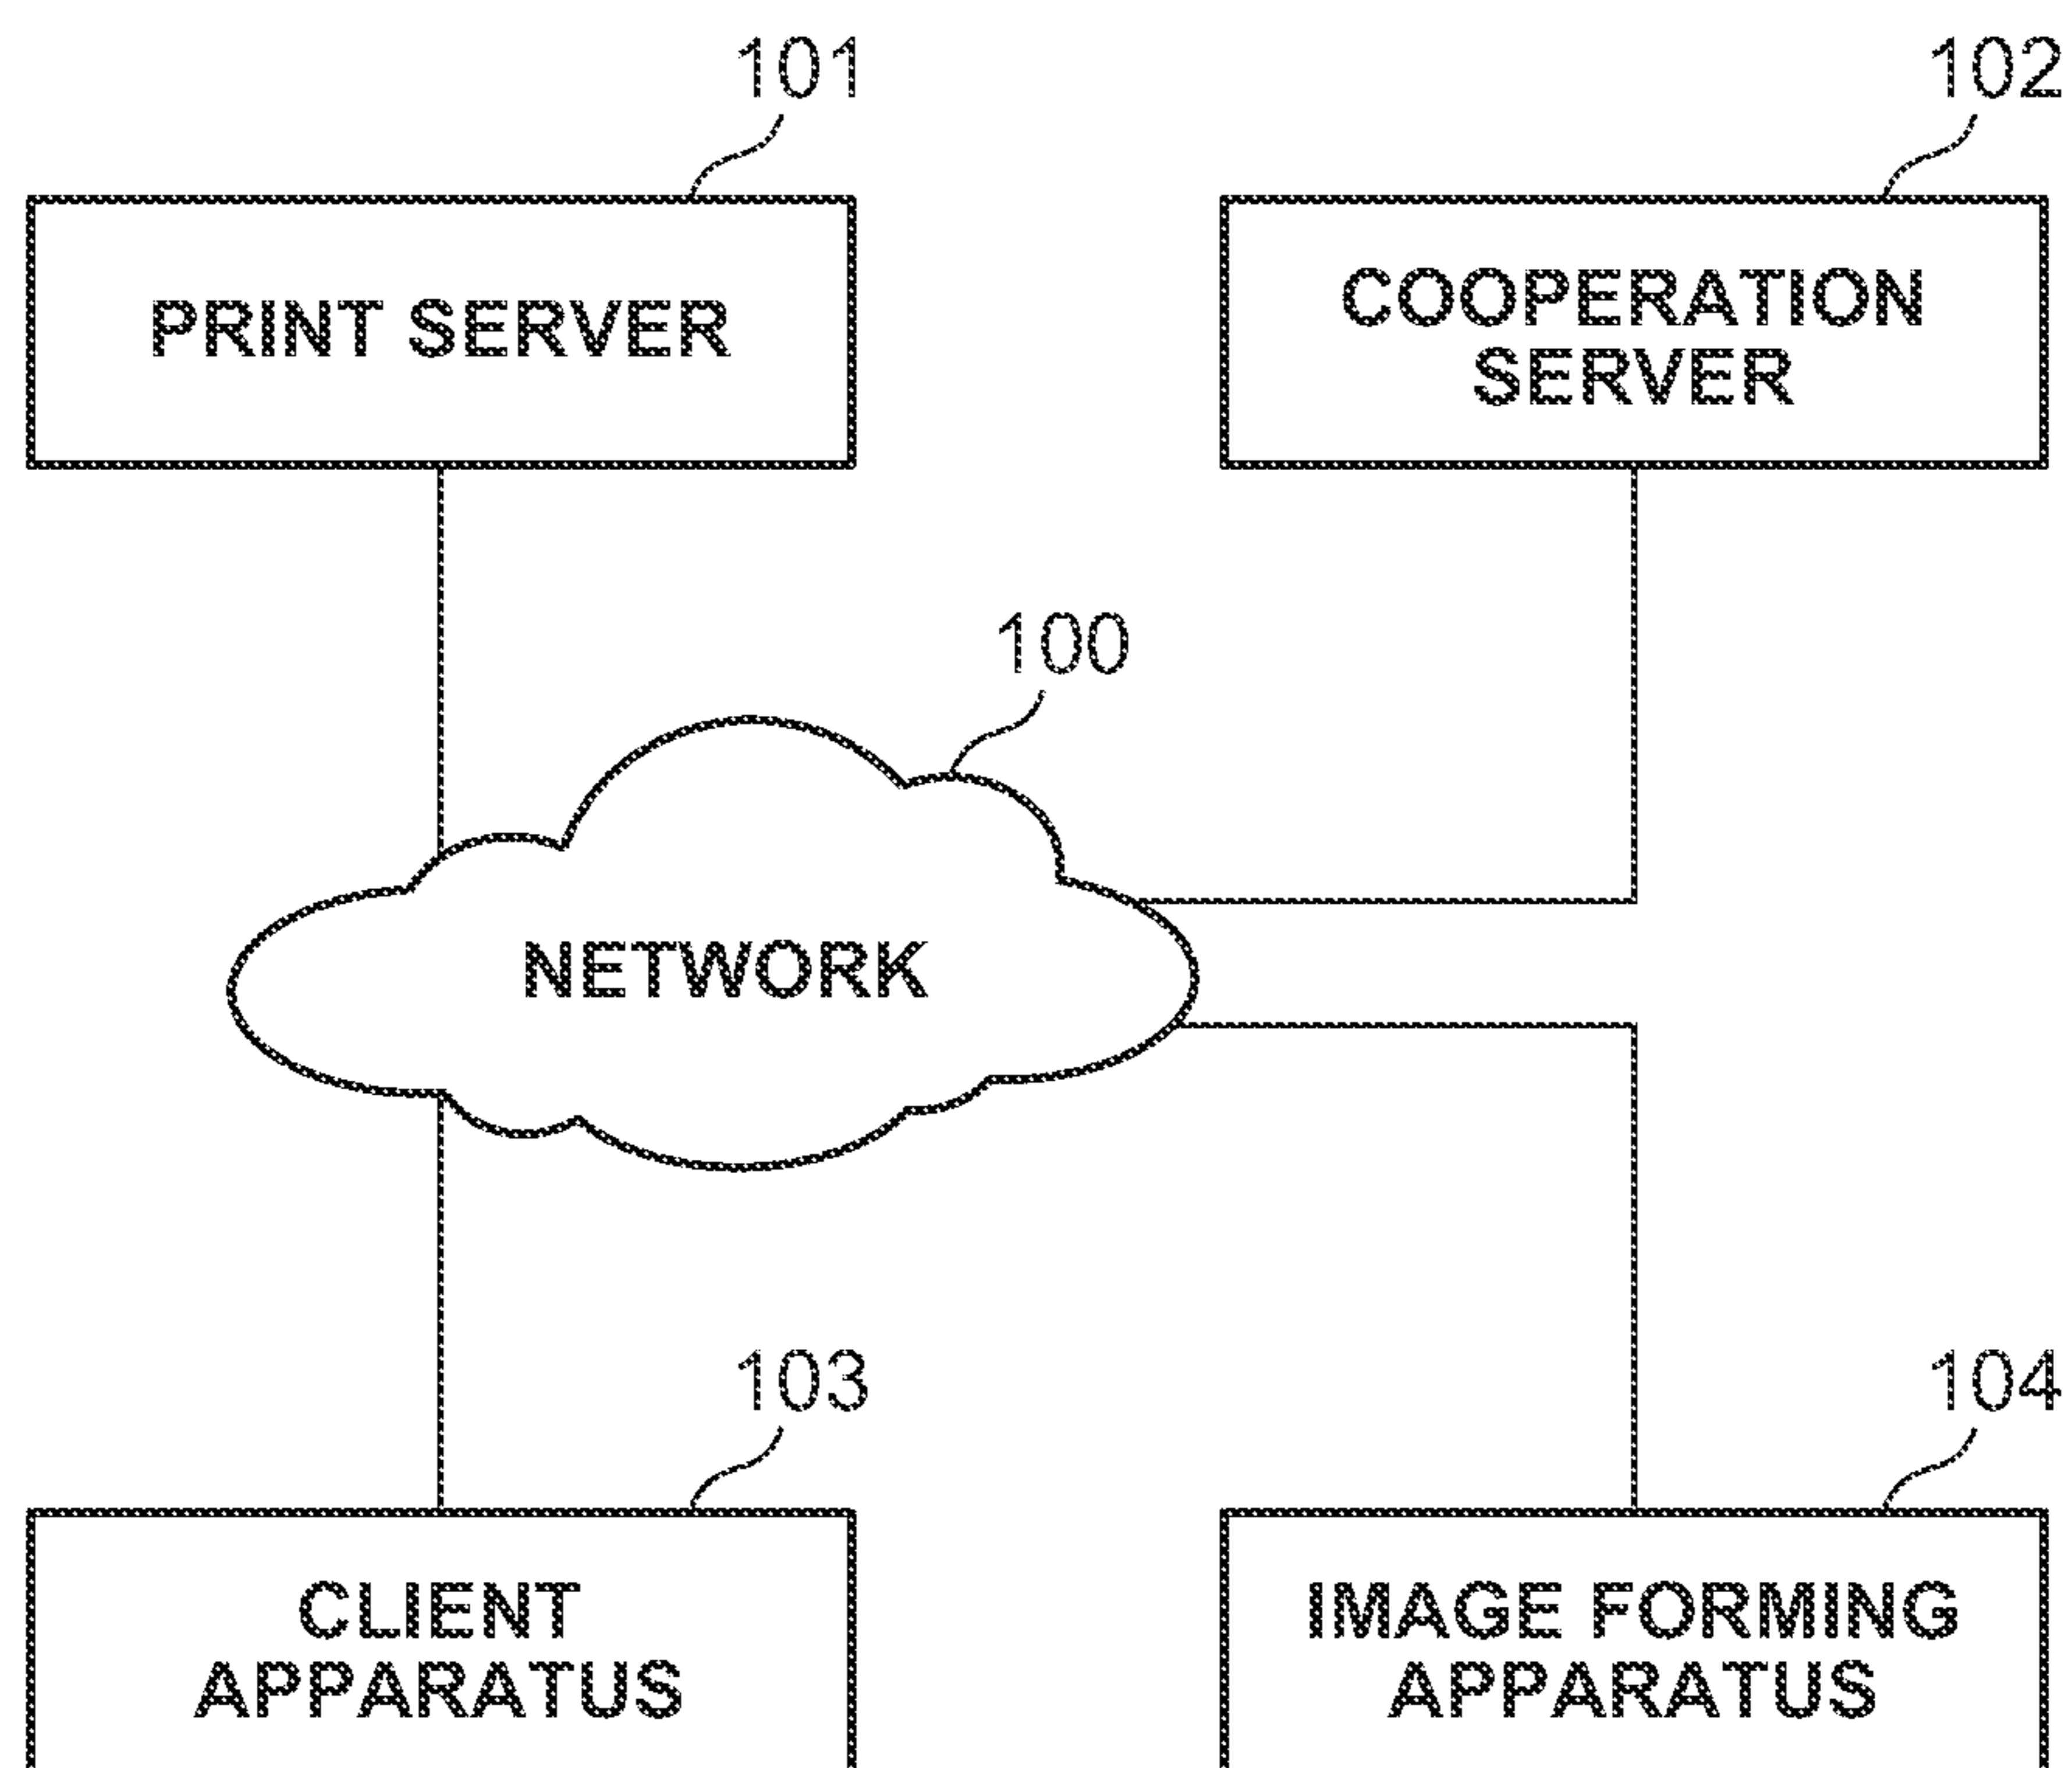 101
102
PRINT SERVER
COOPERATION
SERVER
100
NETWORK
103
104
CLIENT
APPARATUS
IMAGE FORMING
APPARATUS